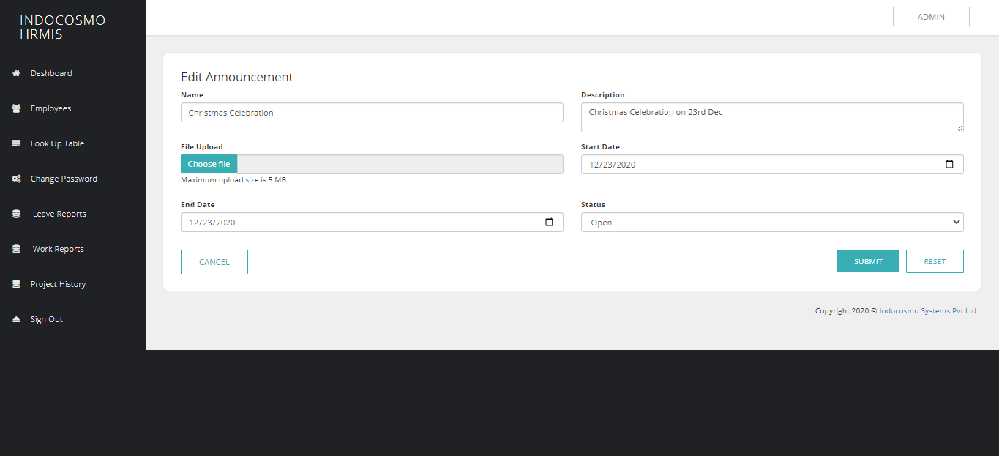 INDOCOSMO
HRMIS
ADMIN
Dashboard
Employees
Look Up Table
Change Password
Leave Reports
Work Reports
Project History
Sign Out
Edit Announcement
Name
Christmas Celebration
Description
Christmas Celebration on 23rd Dec
File Upload
Choose file
Maximum upload size is 5 MB.
Start Date
12/23/2020
End Date
12/23/2020
Status
Open
CANCEL
SUBMIT
RESET
Copyright 2020 © Indocosmo Systems Pvt Ltd.